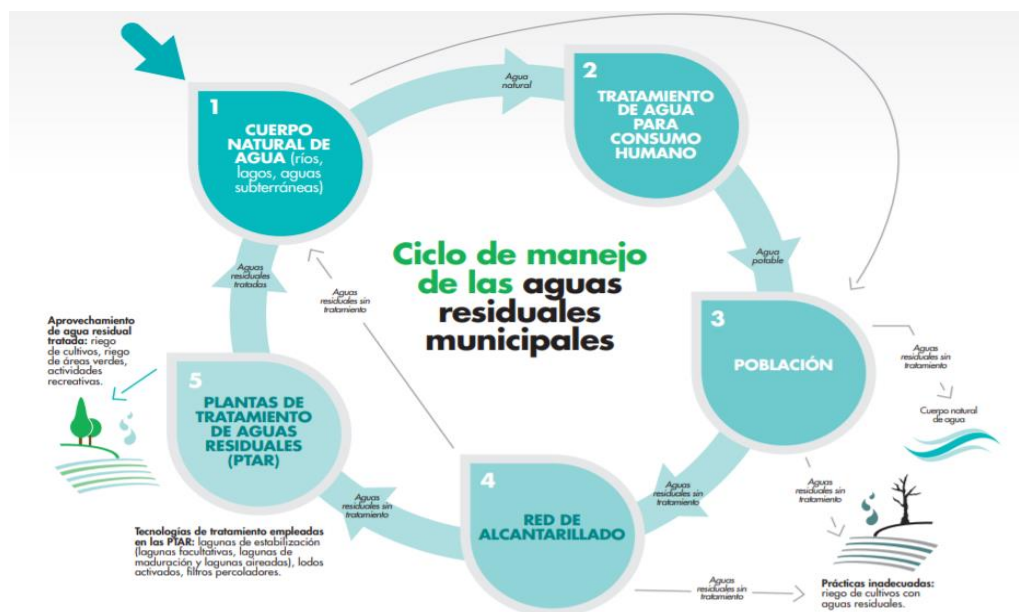 1
CUERPO
NATURAL DE
AGUA (ríos,
lagos, aguas
subterráneas)
Agua
natural
2
TRATAMIENTO
DE AGUA
PARA
CONSUMO
HUMANO
Agua
potable
Ciclo de manejo
de las aguas
residuales
municipales
3
POBLACIÓN
Aguas
residuales sin
tratamiento
Cuerpo natural
de agua
Aguas
residuales sin
tratamiento
Prácticas inadecuadas:
riego de cultivos con
aguas residuales.
Aguas
residuales sin
tratamiento
4
RED DE
ALCANTARILLADO
Aguas
residuales sin
tratamiento
Aguas
residuales sin
tratamiento
Aguas
residuales sin
tratamiento
5
PLANTAS DE
TRATAMIENTO
DE AGUAS
RESIDUALES
(PTAR)
Aguas
residuales
tratadas
Aprovechamiento
de agua residual
tratada: riego
de cultivos, riego
de áreas verdes,
actividades
recreativas.
Tecnologías de tratamiento empleadas
en las PTAR: lagunas de estabilización
(lagunas facultativas, lagunas de
maduración y lagunas aireadas), lodos
activados, filtros percoladores.